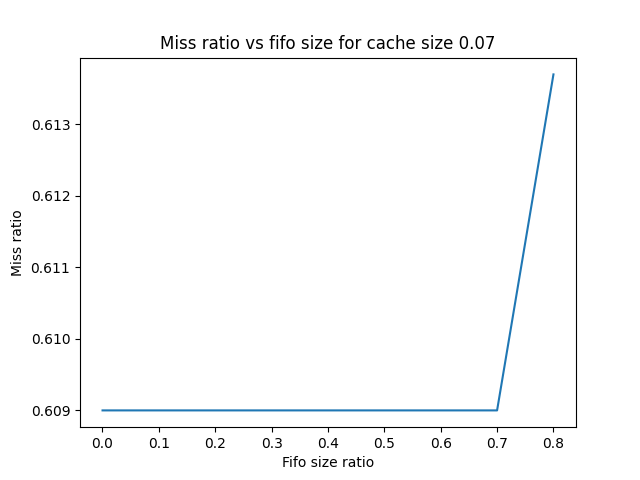 Miss ratio vs fifo size for cache size 0.07
Miss ratio
0.613
0.612
0.611
0.610
0.609
0.0 0.1 0.2 0.3 0.4 0.5 0.6 0.7 0.8
Fifo size ratio